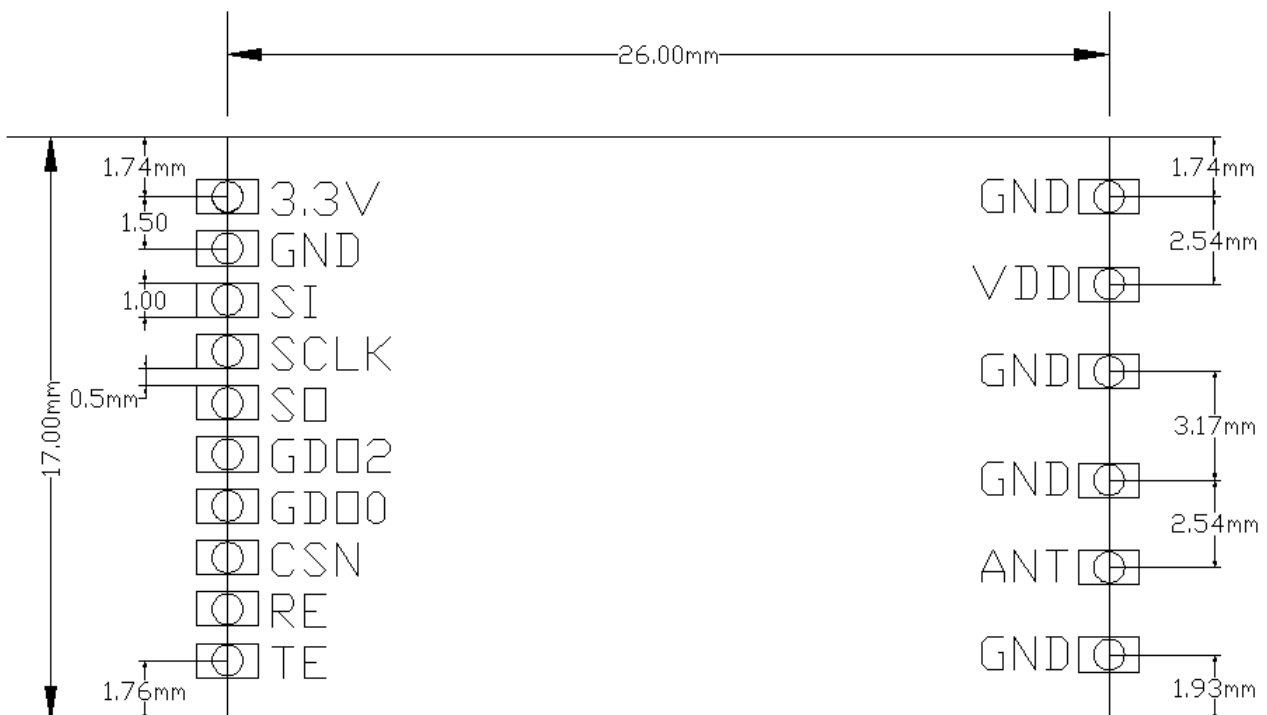 26.00mm
1.74mm
1.74mm
3.3V
GND
1.50
GND
2.54mm
VDD
1.00
SI
SCLK
GND
0.5mm
SO
3.17mm
17.00mm
GDO2
GND
GDO0
2.54mm
CSN
ANT
RE
TE
GND
1.76mm
1.93mm